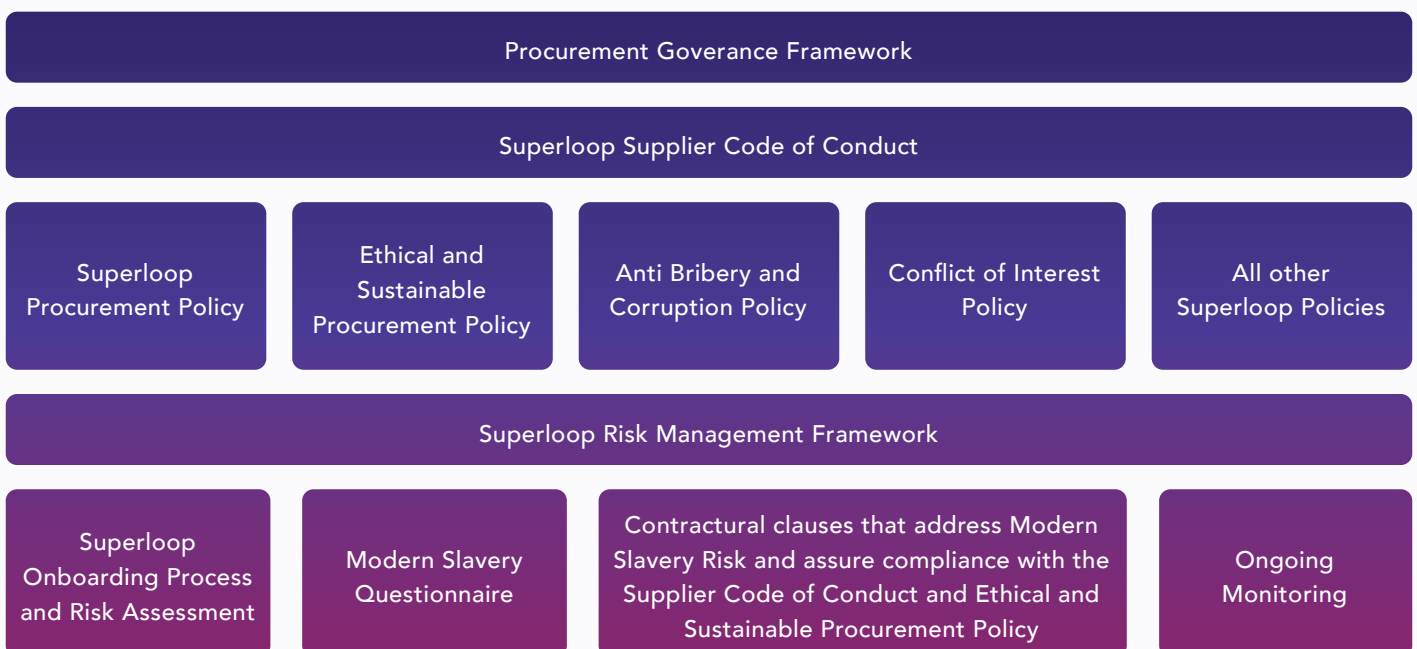 Procurement Goverance Framework
Superloop Supplier Code of Conduct
Superloop
Procurement Policy
Ethical and
Sustainable
Procurement Policy
Anti Bribery and
Corruption Policy
Conflict of Interest
Policy
All other
Superloop Policies
Superloop Risk Management Framework
Superloop
Onboarding Process
and Risk Assessment
Modern Slavery
Questionnaire
Contractural clauses that address Modern
Slavery Risk and assure compliance with the
Supplier Code of Conduct and Ethical and
Sustainable Procurement Policy
Ongoing
Monitoring